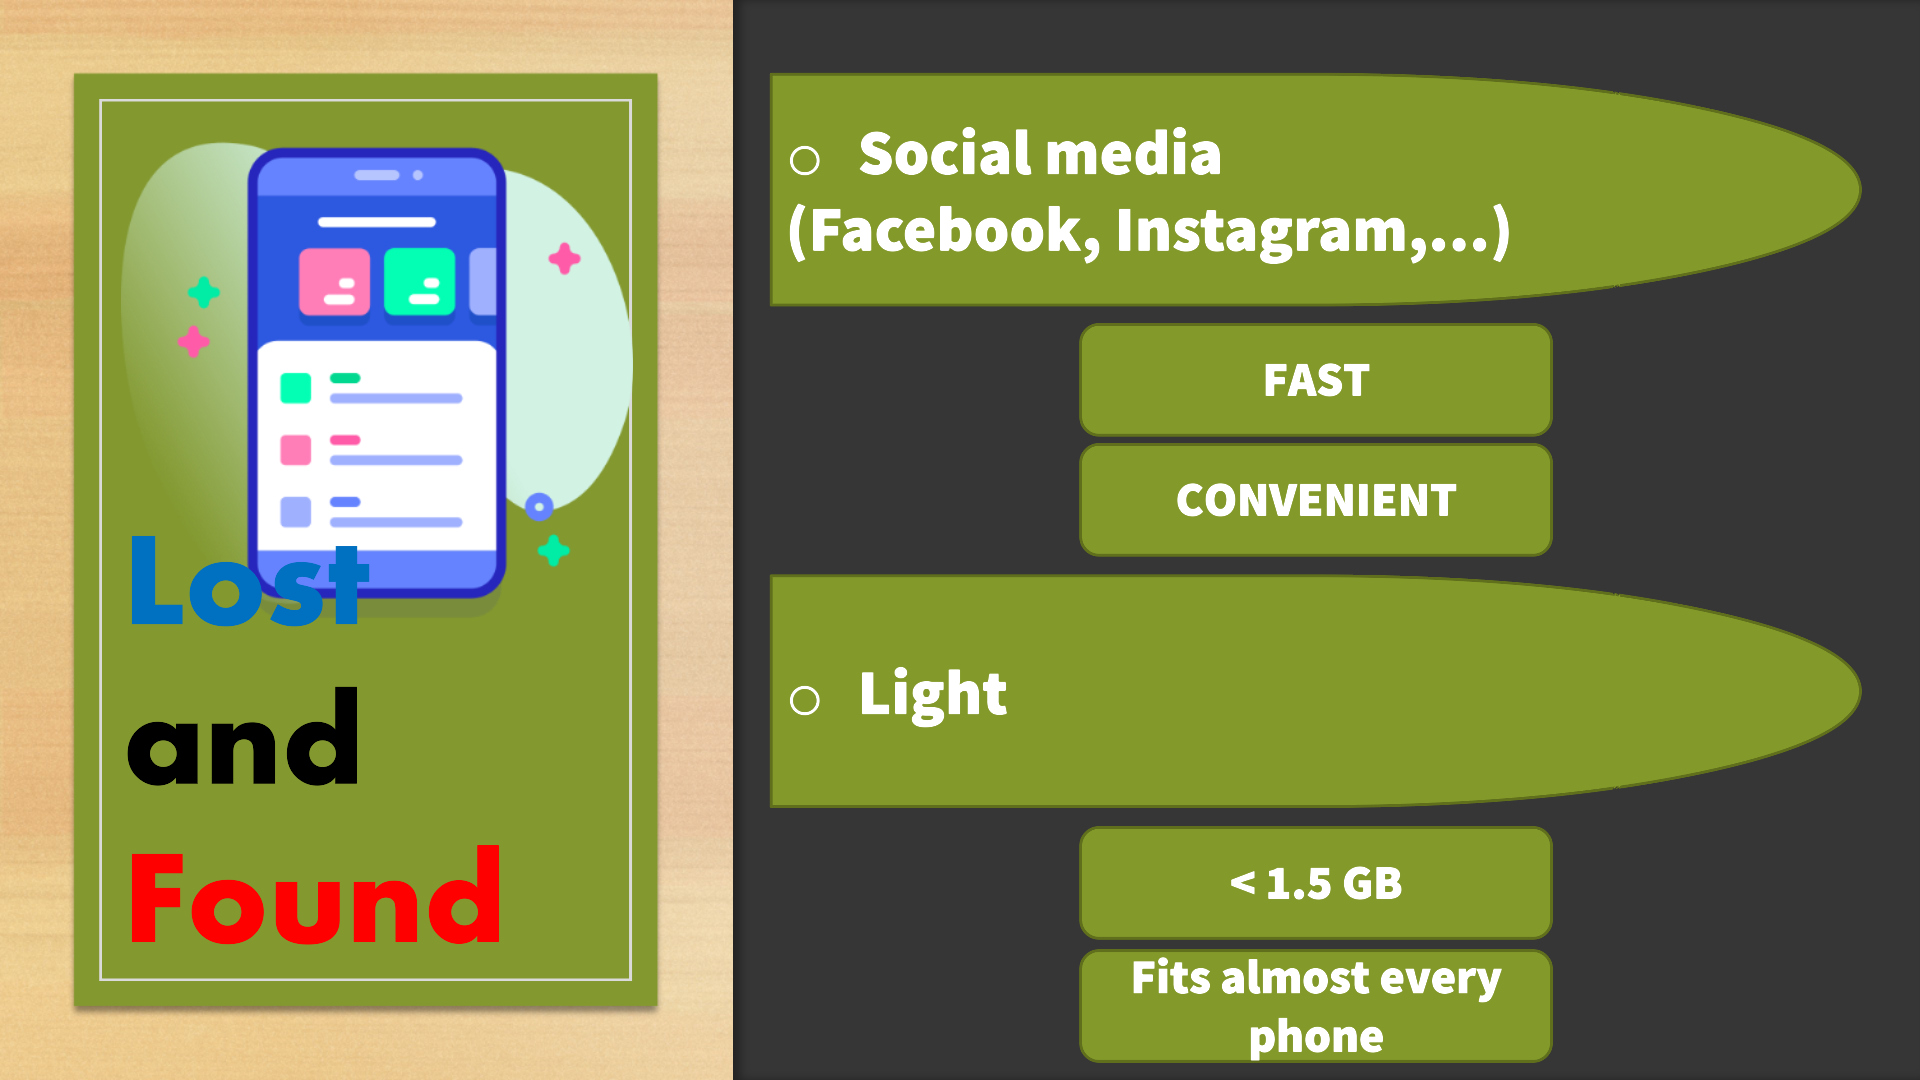 Lost
and
Found
○ Social media
(Facebook, Instagram,...)
FAST
CONVENIENT
○ Light
< 1.5 GB
Fits almost every
phone